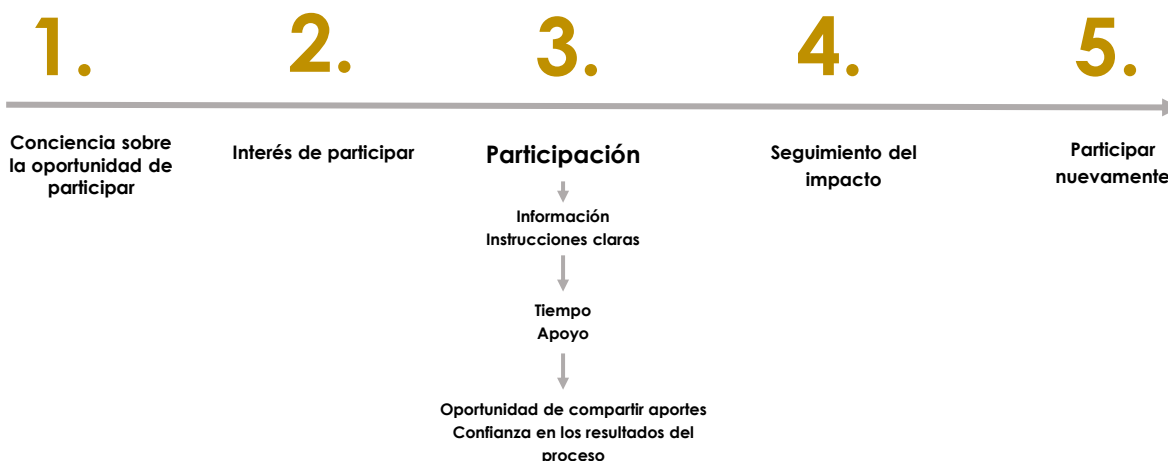 1.
2.
3.
4.
5.
Conciencia sobre
la oportunidad de
participar
Interés de participar
Participación
Seguimiento del
impacto
Participar
nuevamente
Información
Instrucciones claras
Tiempo
Apoyo
Oportunidad de compartir aportes
Confianza en los resultados del
proceso